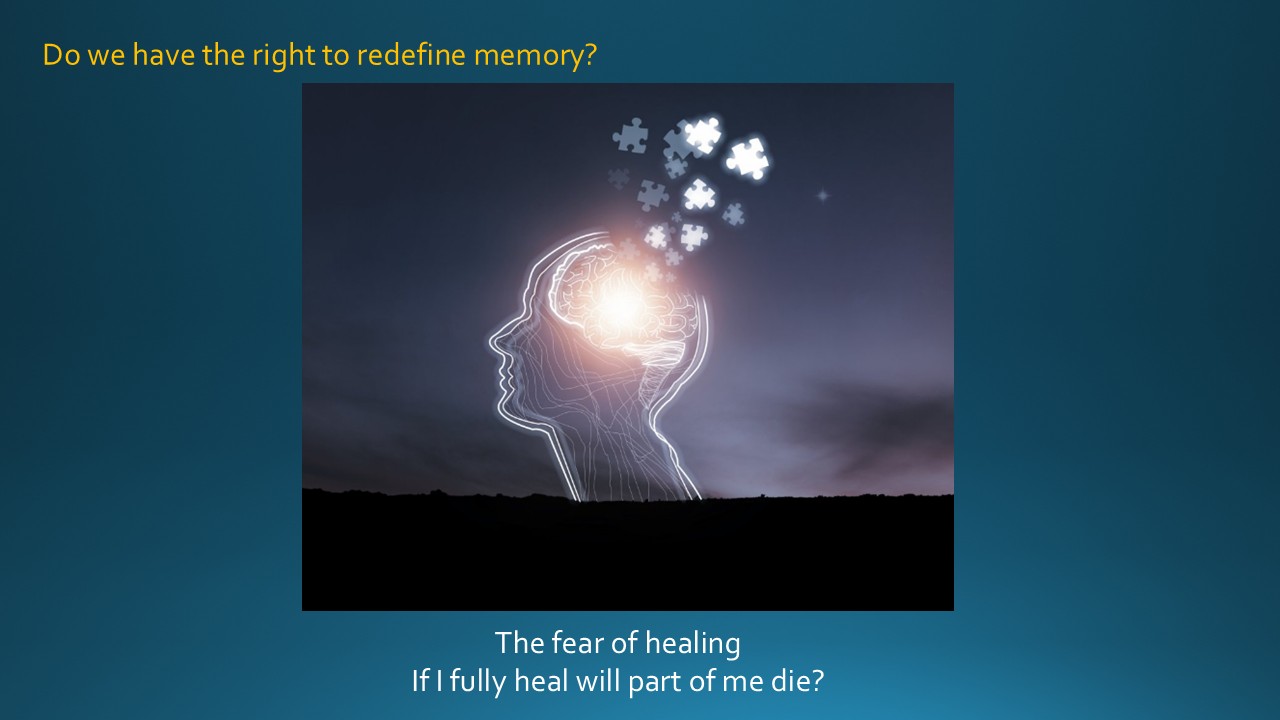 Do we have the right to redefine memory?
The fear of healing
If I fully heal will part of me die?